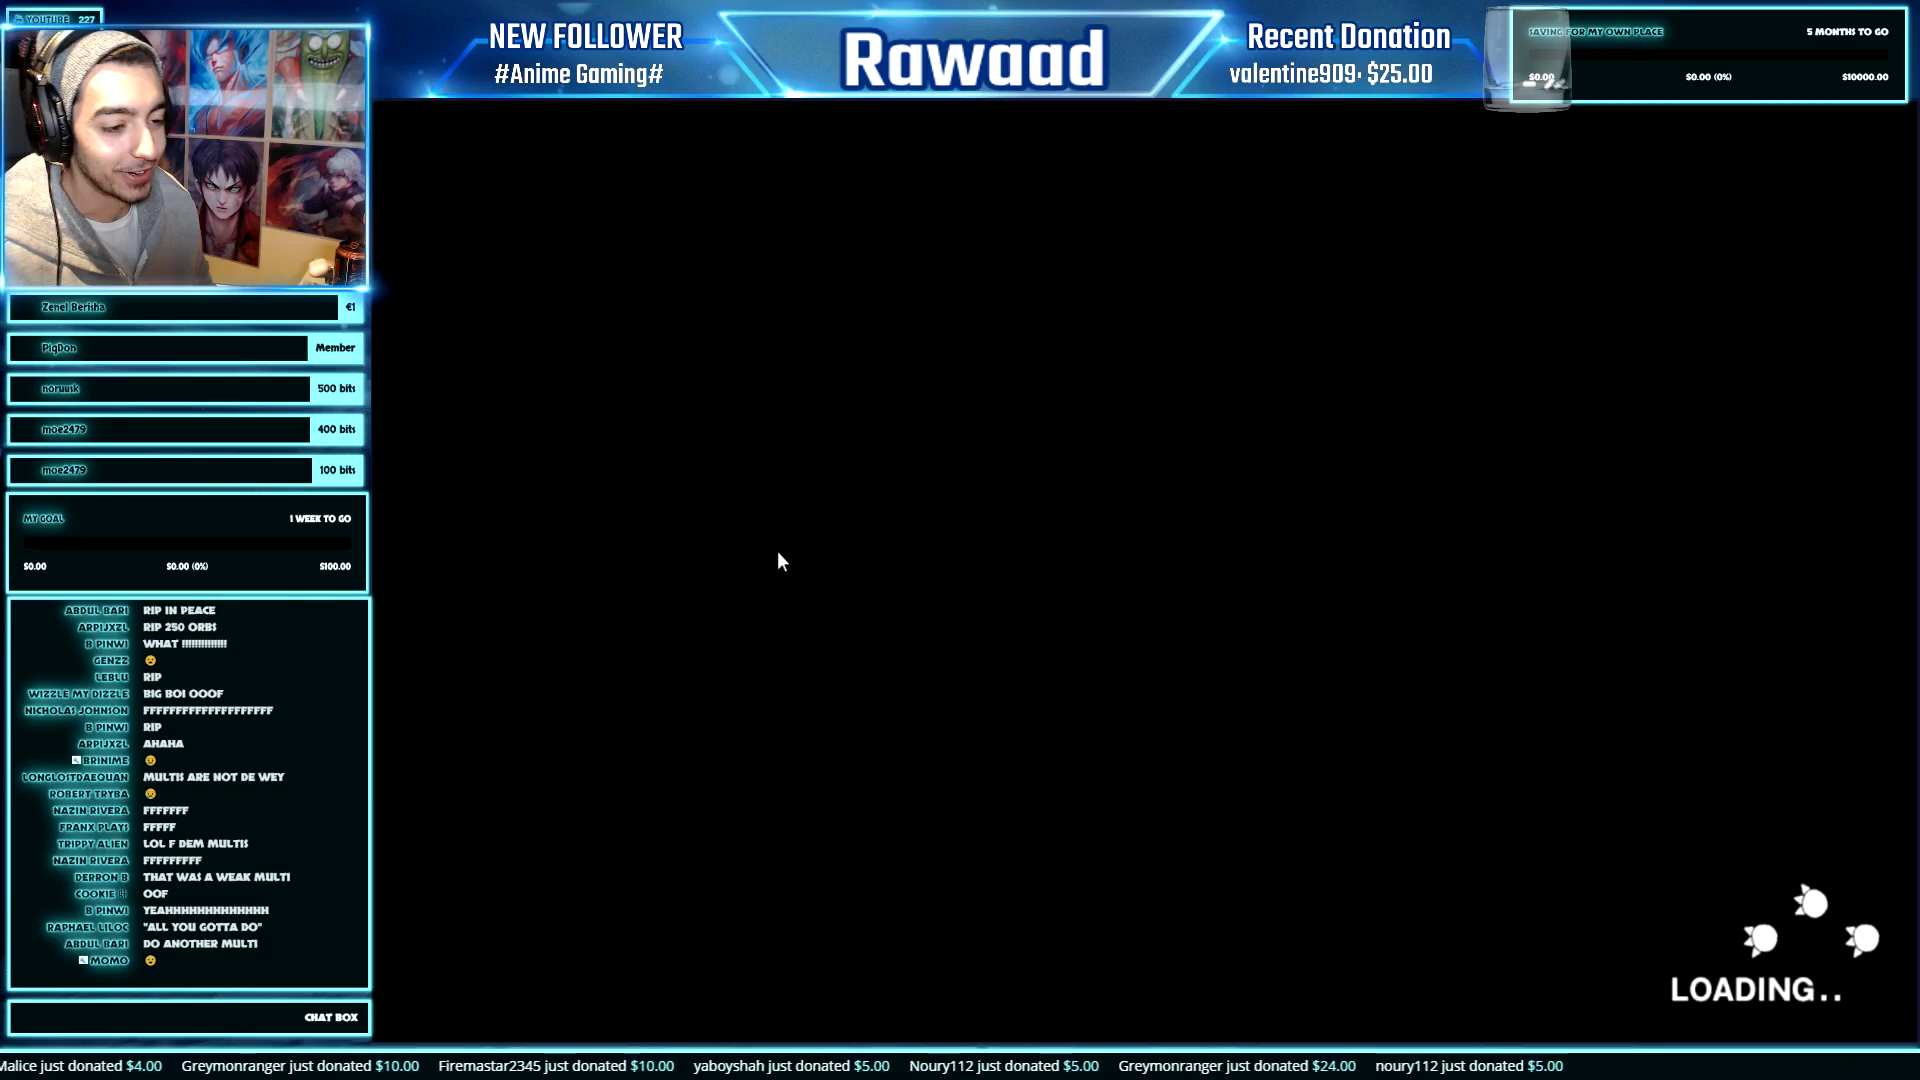 YOUTUBE 227
NEW FOLLOWER
#Anime Gaming#
Rawaad
Recent Donation
valentine909: $25.00
SAVING FOR MY OWN PLACE 5 MONTHS TO GO
$0.00 $0.00 (0%) $10000.00
Zenel Berisha €1
PiqDon Member
noruusk 500 bits
moe2479 400 bits
moe2479 100 bits
MY GOAL 1 WEEK TO GO
$0.00 $0.00 (0%) $100.00
ABDUL BARI RIP IN PEACE
ARPIJXZL RIP 250 ORBS
B PINWI WHAT !!!!!!!!!!!!!!
GENZZ 
LEBLU RIP
WIZZLE MY DIZZLE BIG BOI OOOF
NICHOLAS JOHNSON FFFFFFFFFFFFFFFFFFFF
B PINWI RIP
ARPIJXZL AHAHA
BRINIME
LONGLOSTDAEQUAN MULTIS ARE NOT DE WEY
ROBERT TRYBA
NAZIN RIVERA FFFFFFF
FRANX PLAYS FFFFF
TRIPPY ALIEN LOL F DEM MULTIS
NAZIN RIVERA FFFFFFFFF
DERRON B THAT WAS A WEAK MULTI
COOKIE OOF
B PINWI YEAHHHHHHHHHHHHH
RAPHAEL LILOC "ALL YOU GOTTA DO"
ABDUL BARI DO ANOTHER MULTI
MOMO
CHAT BOX
LOADING..
Malice just donated $4.00 Greymonranger just donated $10.00 Firemastar2345 just donated $10.00 yaboyshah just donated $5.00 Noury112 just donated $5.00 Greymonranger just donated $24.00 noury112 just donated $5.00